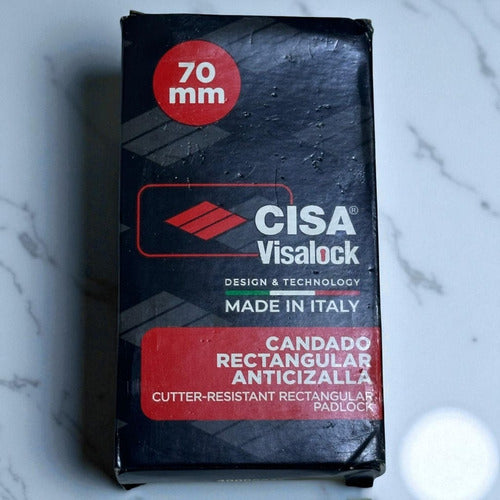 70
mm
CISA®
Visalock
DESIGN & TECHNOLOGY
MADE IN ITALY
CANDADO
RECTANGULAR
ANTICIZALLA
CUTTER-RESISTANT RECTANGULAR
PADLOCK